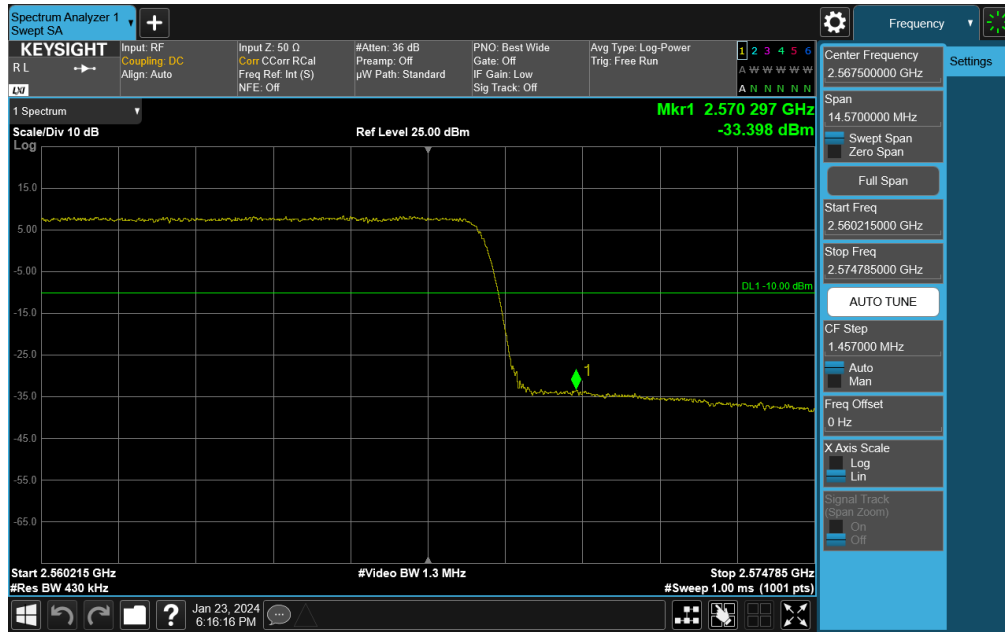 Spectrum Analyzer 1
Swept SA
+
Frequency
KEYSIGHT
R L
LXI
Input: RF
Coupling: DC
Align: Auto
Input Z: 50 Ω
Corr CCorr RCal
Freq Ref: Int (S)
NFE: Off
#Atten: 36 dB
Preamp: Off
µW Path: Standard
PNO: Best Wide
Gate: Off
IF Gain: Low
Sig Track: Off
Avg Type: Log-Power
Trig: Free Run
1 2 3 4 5 6
A W W W W W
A N N N N N
1 Spectrum
Scale/Div 10 dB
Log
Ref Level 25.00 dBm
Mkr1 2.570 297 GHz
-33.398 dBm
15.0
5.00
-5.00
-15.0
-25.0
-35.0
-45.0
-55.0
-65.0
DL1 -10.00 dBm
1
Start 2.560215 GHz
#Res BW 430 kHz
#Video BW 1.3 MHz
Stop 2.574785 GHz
#Sweep 1.00 ms (1001 pts)
Center Frequency
2.567500000 GHz
Settings
Span
14.5700000 MHz
Swept Span
Zero Span
Full Span
Start Freq
2.560215000 GHz
Stop Freq
2.574785000 GHz
AUTO TUNE
CF Step
1.457000 MHz
Auto
Man
Freq Offset
0 Hz
X Axis Scale
Log
Lin
Signal Track
(Span Zoom)
On
Off
?
Jan 23, 2024
6:16:16 PM